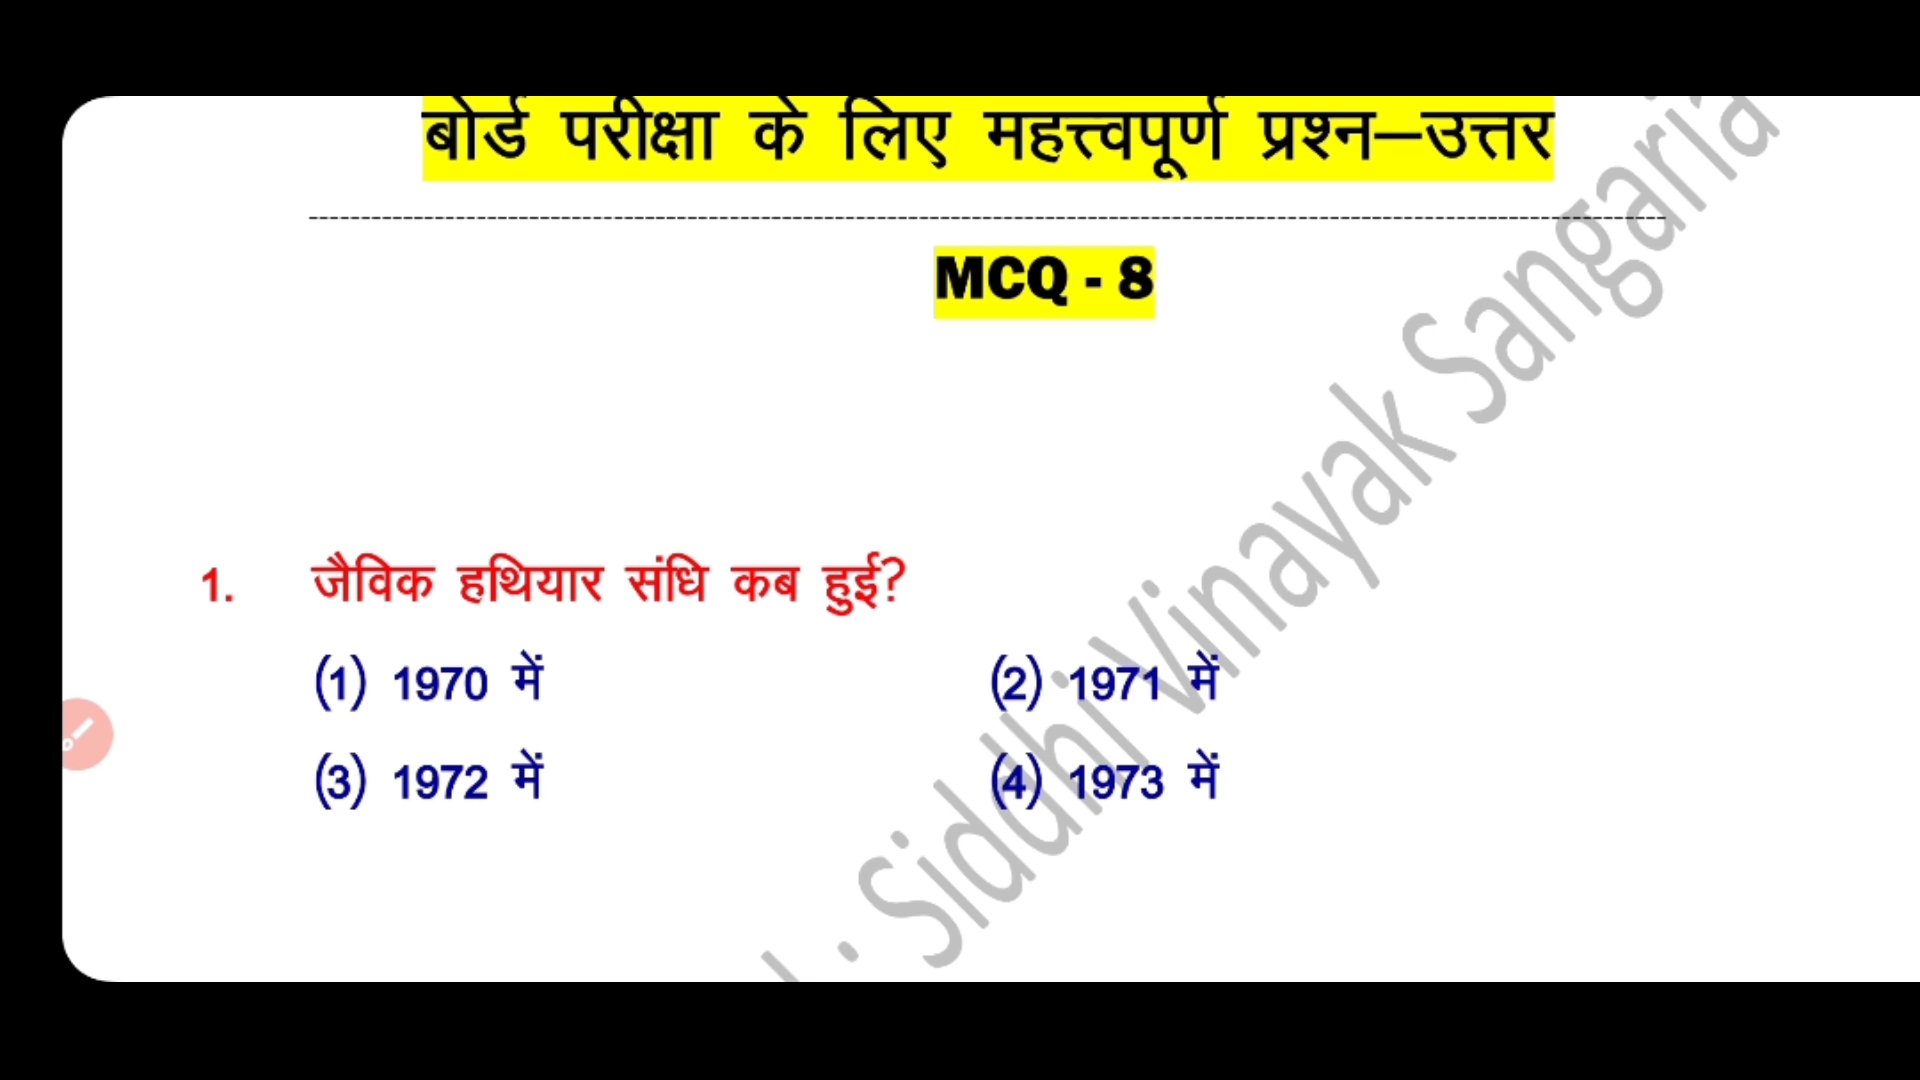 बोर्ड परीक्षा के लिए महत्त्वपूर्ण प्रश्न–उत्तर
MCQ - 8
1. जैविक हथियार संधि कब हुई?
(1) 1970 में (2) 1971 में
(3) 1972 में (4) 1973 में
Siddhi Vinayak Sangaria